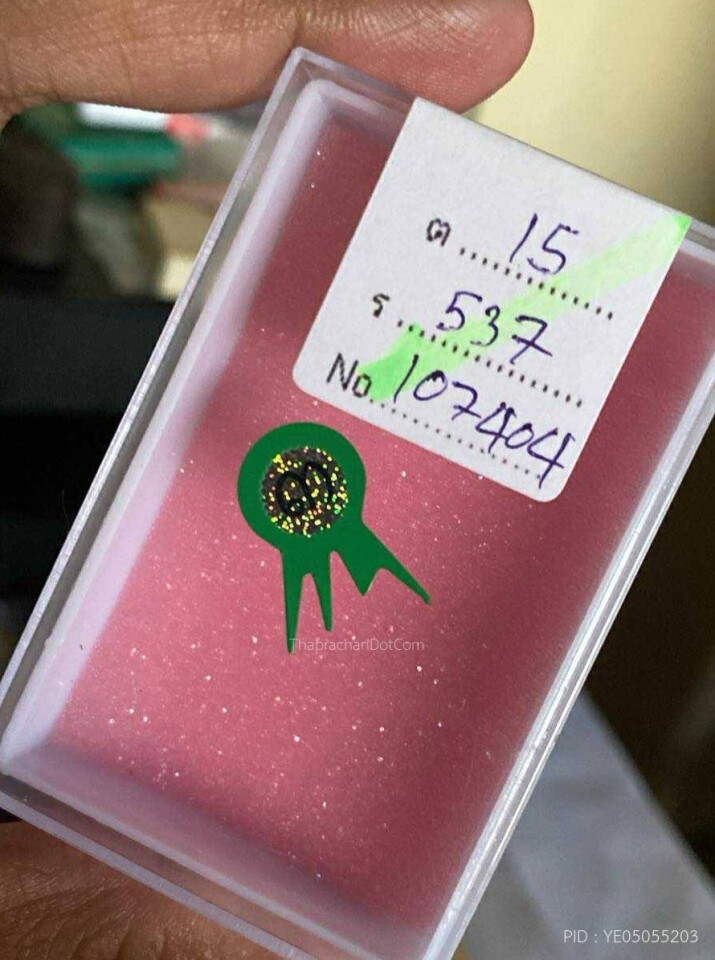 ต 15
ร 537
No. 107404
ThaprachanDotCom
PID : YE05055203